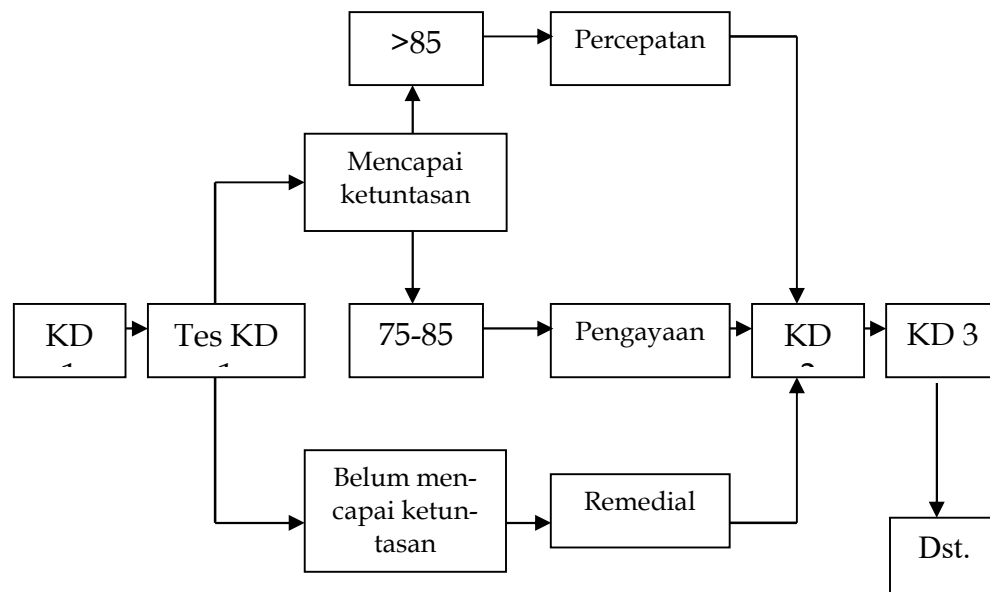 >85
Percepatan
Mencapai
ketuntasan
KD
Tes KD
75-85
Pengayaan
KD
KD 3
Belum men-
capai ketun-
tasan
Remedial
Dst.